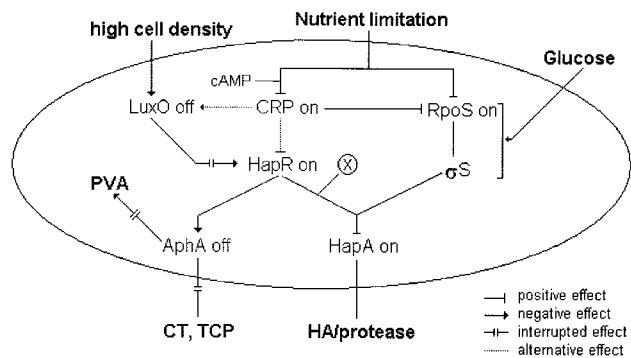 Nutrient limitation
high cell density
Glucose
cAMP
LuxO off
CRP on
RpoS on
HapR on
X
σS
PVA
AphA off
HapA on
CT, TCP
HA/protease
positive effect
negative effect
interrupted effect
alternative effect